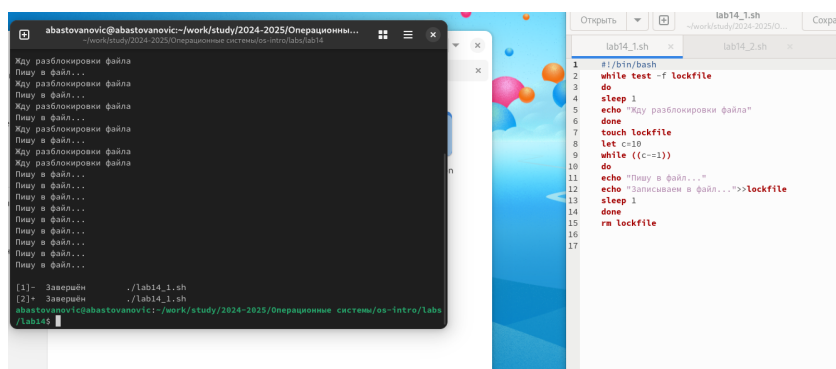 abastovanovic@abastovanovic:~/work/study/2024-2025/Операционны...
~/work/study/2024-2025/Операционные системы/os-intro/labs/lab14
Жду разблокировки файла
Пишу в файл...
Жду разблокировки файла
Пишу в файл...
Жду разблокировки файла
Пишу в файл...
Жду разблокировки файла
Пишу в файл...
Жду разблокировки файла
Жду разблокировки файла
Пишу в файл...
Пишу в файл...
Пишу в файл...
Пишу в файл...
Пишу в файл...
Пишу в файл...
Пишу в файл...
Пишу в файл...
Пишу в файл...
[1]- Завершён ./lab14_1.sh
[2]+ Завершён ./lab14_1.sh
abastovanovic@abastovanovic:~/work/study/2024-2025/Операционные системы/os-intro/labs
/lab14$
Открыть
lab14_1.sh
~/work/study/2024-2025/О...
Сохра
lab14_1.sh × lab14_2.sh ×
1 #!/bin/bash
2 while test -f lockfile
3 do
4 sleep 1
5 echo "Жду разблокировки файла"
6 done
7 touch lockfile
8 let c=10
9 while ((c-=1))
10 do
11 echo "Пишу в файл..."
12 echo "Записываем в файл...">>lockfile
13 sleep 1
14 done
15 rm lockfile
16
17